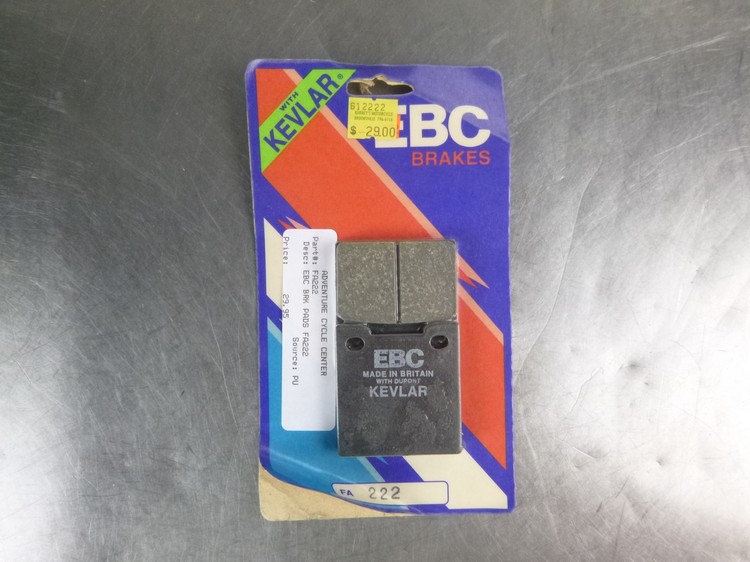 WITH
KEVLAR®
612222
$ 29.00
EBC
BRAKES
ADVENTURE CYCLE CENTER
Part#: FA222
Desc: EBC BRK PADS FA222
Price: 29.95 Source: PU
EBC
MADE IN BRITAIN
WITH DUPONT
KEVLAR
FA 222